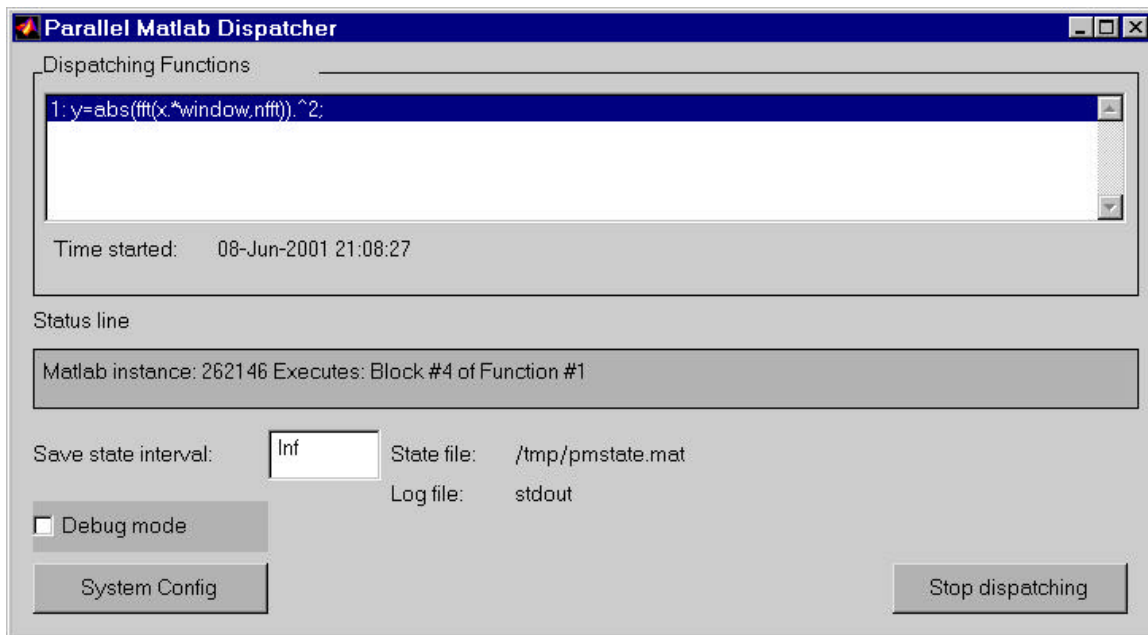 Parallel Matlab Dispatcher
Dispatching Functions
1: y=abs(fft(x.*window,nfft)).^2;
Time started: 08-Jun-2001 21:08:27
Status line
Matlab instance: 262146 Executes: Block #4 of Function #1
Save state interval: Inf State file: /tmp/pmstate.mat
Log file: stdout
Debug mode
System Config Stop dispatching